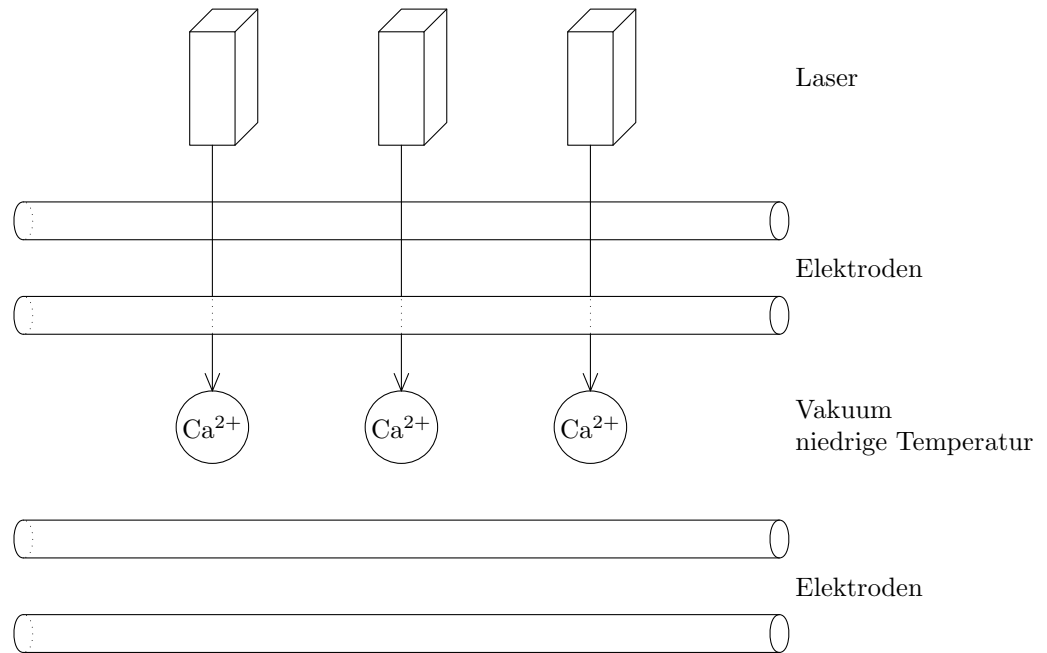 Laser
Elektroden
Ca²⁺ Ca²⁺ Ca²⁺
Vakuum
niedrige Temperatur
Elektroden